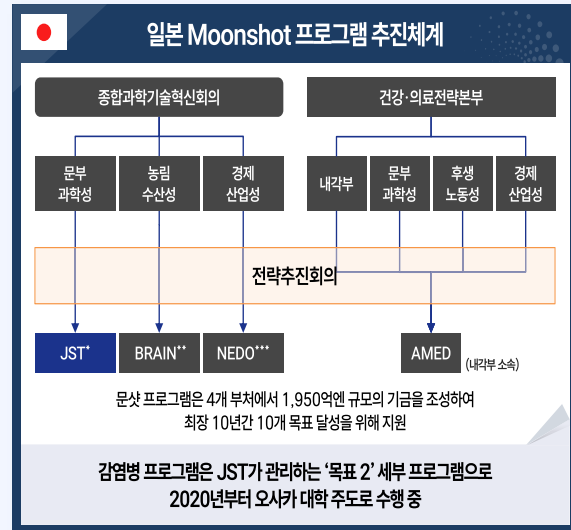 일본 Moonshot 프로그램 추진체계
종합과학기술혁신회의
건강·의료전략본부
문부
과학성
농림
수산성
경제
산업성
내각부
문부
과학성
후생
노동성
경제
산업성
전략추진회의
JST*
BRAIN**
NEDO***
AMED
(내각부 소속)
문샷 프로그램은 4개 부처에서 1,950억엔 규모의 기금을 조성하여
최장 10년간 10개 목표 달성을 위해 지원
감염병 프로그램은 JST가 관리하는 ‘목표 2’ 세부 프로그램으로
2020년부터 오사카 대학 주도로 수행 중